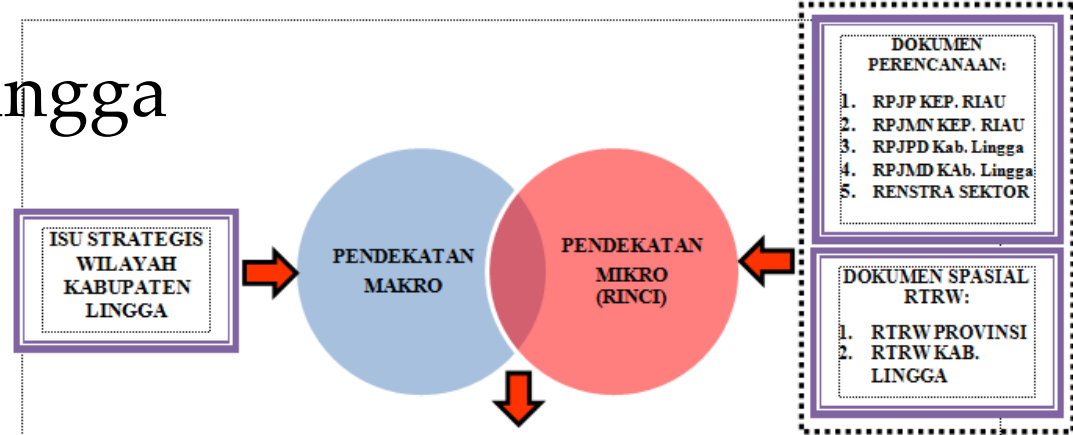 ingga
ISU STRATEGIS
WILAYAH
KABUPATEN
LINGGA
PENDEKATAN
MAKRO
PENDEKATAN
MIKRO
(RINCI)
DOKUMEN
PERENCANAAN:
1. RPJP KEP. RIAU
2. RPJMN KEP. RIAU
3. RPJPD Kab. Lingga
4. RPJMD KAb. Lingga
5. RENSTRA SEKTOR
DOKUMEN SPASIAL
RTRW:
1. RTRW PROVINSI
2. RTRW KAB.
LINGGA